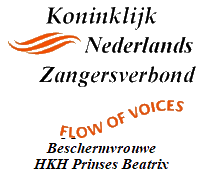 Koninklijk
Nederlands
Zangersverbond
FLOW OF VOICES
Beschermvrouwe
HKH Prinses Beatrix